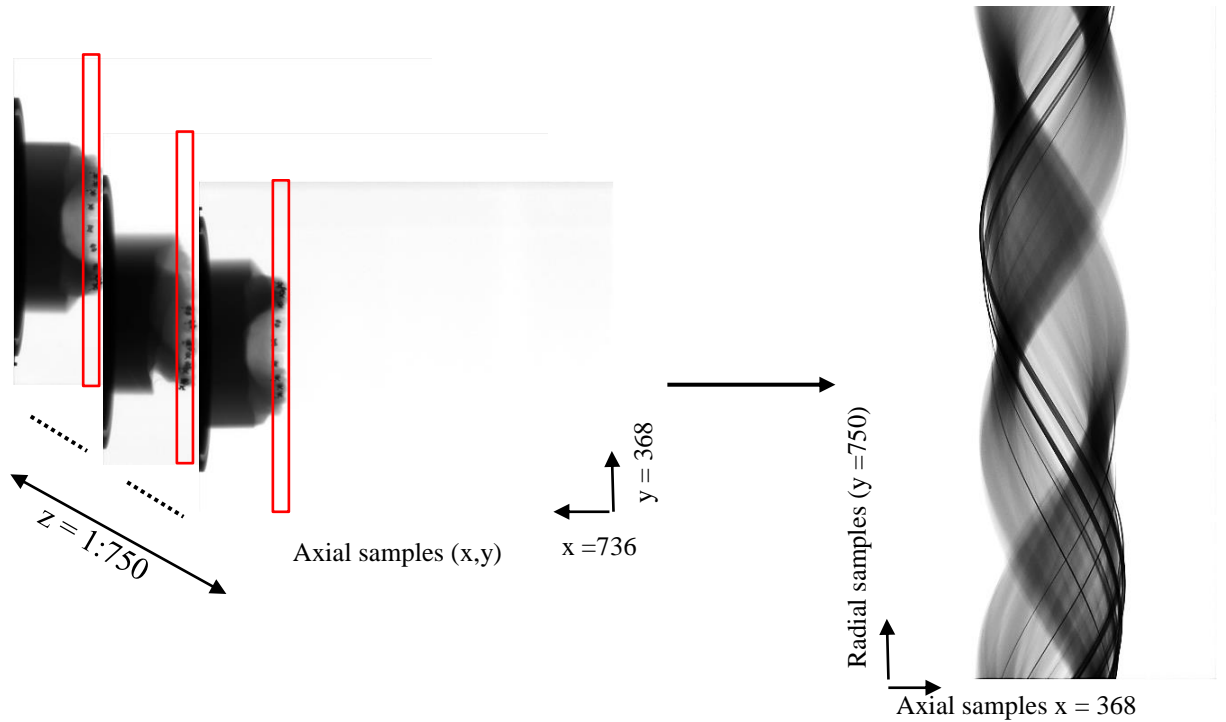 z = 1:750
Axial samples (x,y)
x =736
y = 368
Radial samples (y =750)
Axial samples x = 368